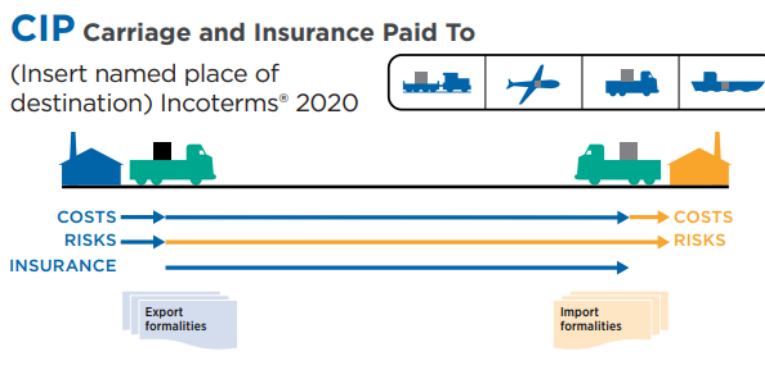 CIP Carriage and Insurance Paid To
(Insert named place of
destination) Incoterms® 2020
COSTS
COSTS
RISKS
RISKS
INSURANCE
Export
formalities
Import
formalities